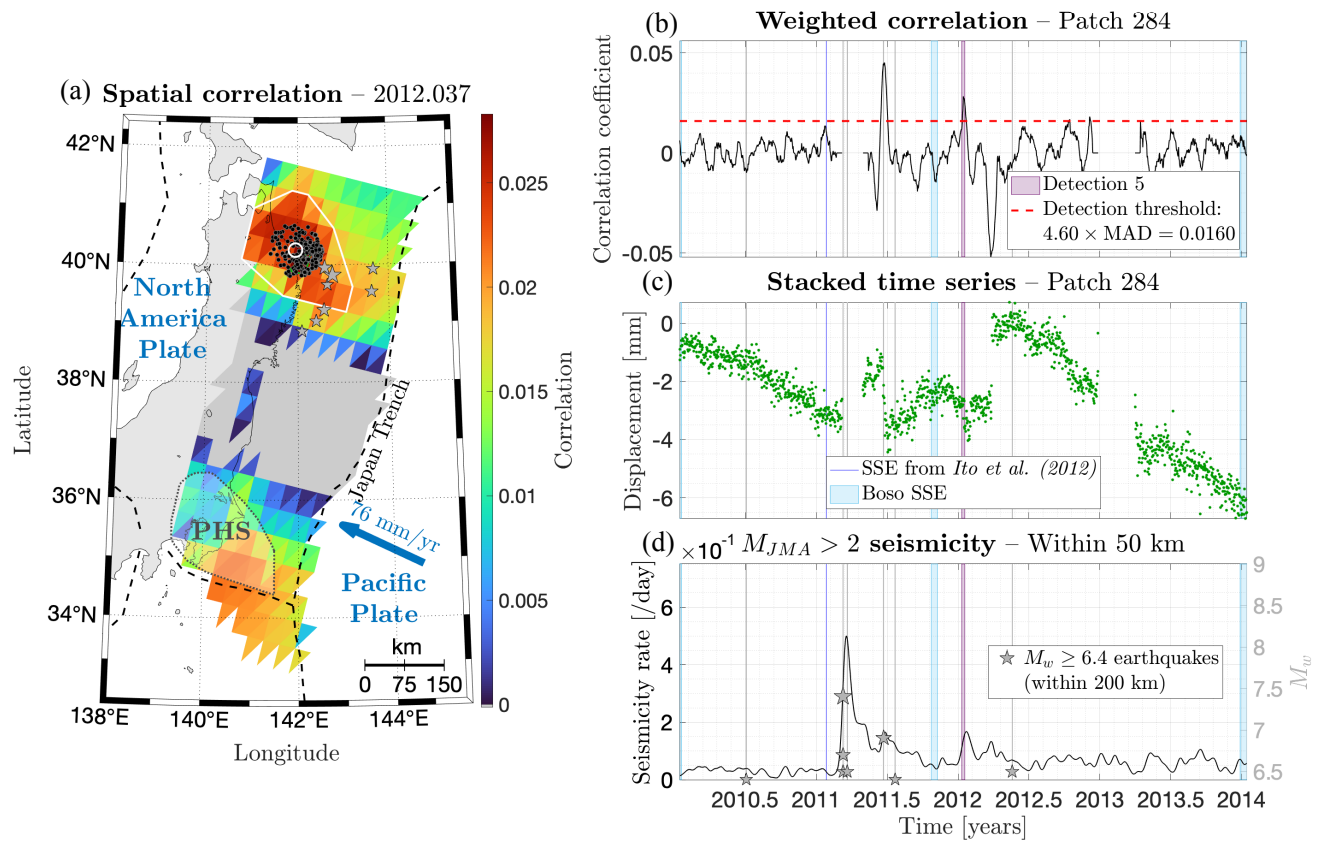 (a) Spatial correlation – 2012.037
42°N
40°N
38°N
36°N
34°N
138°E
140°E
142°E
144°E
Latitude
Longitude
North
America
Plate
PHS
Japan Trench
76 mm/yr
Pacific
Plate
km
0 75 150
0.025
0.02
0.015
0.01
0.005
0
Correlation
(b) Weighted correlation – Patch 284
Correlation coefficient
0.05
0
-0.05
Detection 5
Detection threshold:
4.60 × MAD = 0.0160
(c) Stacked time series – Patch 284
Displacement [mm]
0
-2
-4
-6
SSE from Ito et al. (2012)
Boso SSE
(d) ×10⁻¹ M_JMA > 2 seismicity – Within 50 km
Seismicity rate [/day]
6
4
2
0
M_w ≥ 6.4 earthquakes
(within 200 km)
9
8.5
8
7.5
7
6.5
M_w
2010.5 2011 2011.5 2012 2012.5 2013 2013.5 2014
Time [years]